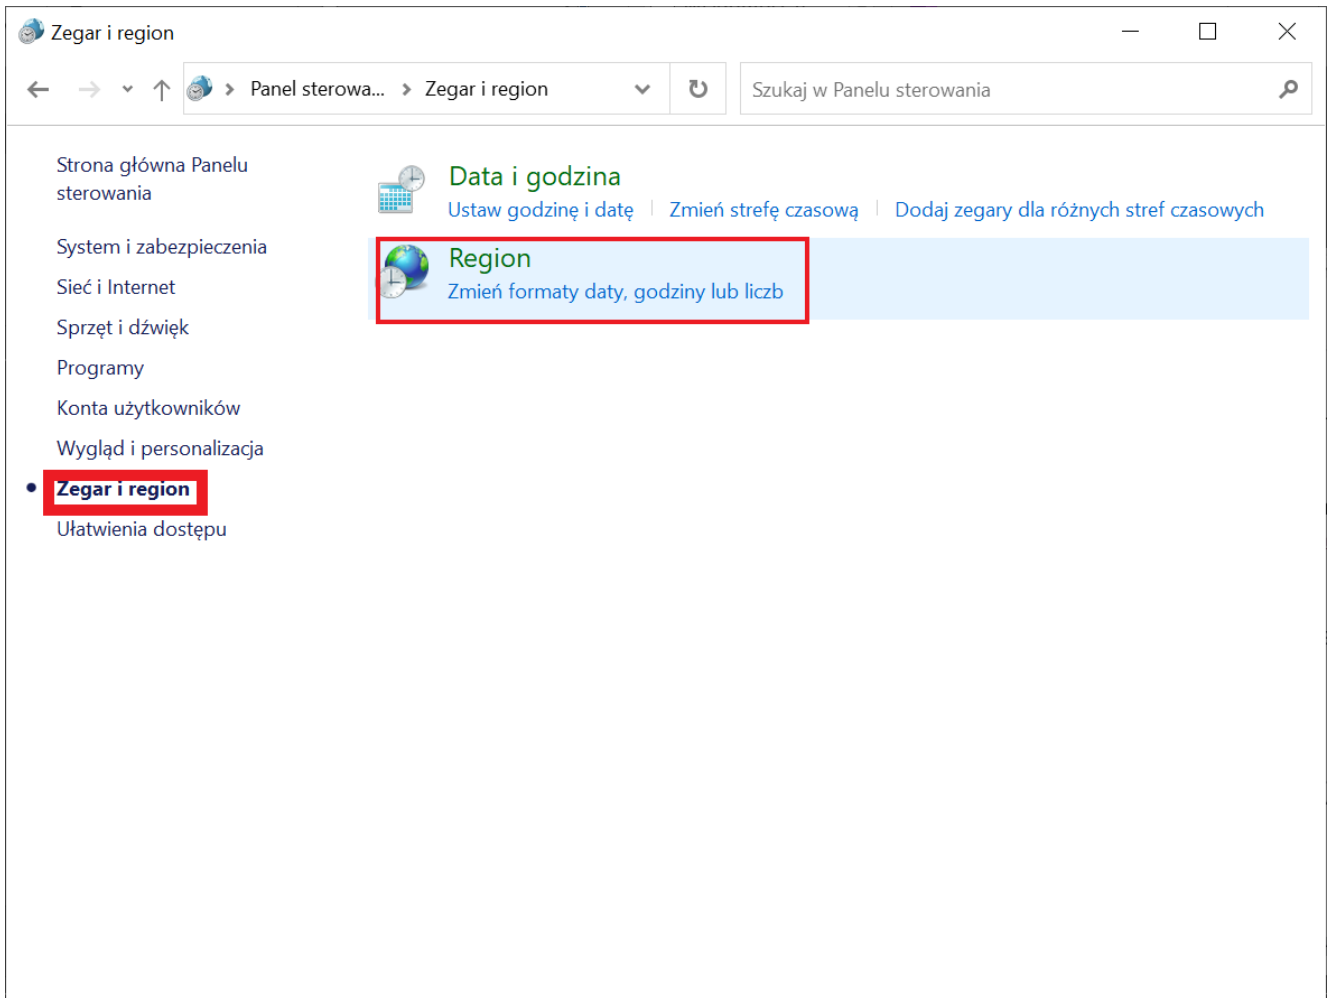 Zegar i region
Panel sterowa... Zegar i region
Szukaj w Panelu sterowania
Strona główna Panelu
sterowania
System i zabezpieczenia
Sieć i Internet
Sprzęt i dźwięk
Programy
Konta użytkowników
Wygląd i personalizacja
Zegar i region
Ułatwienia dostępu
Data i godzina
Ustaw godzinę i datę Zmień strefę czasową Dodaj zegary dla różnych stref czasowych
Region
Zmień formaty daty, godziny lub liczb